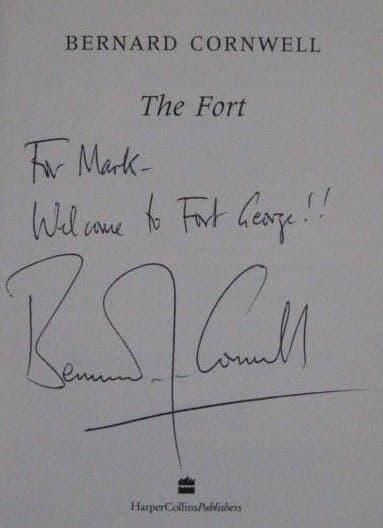 BERNARD CORNWELL
The Fort
For Mark-
Welcome to Fort George!!
Bernard Cornwell
HarperCollinsPublishers